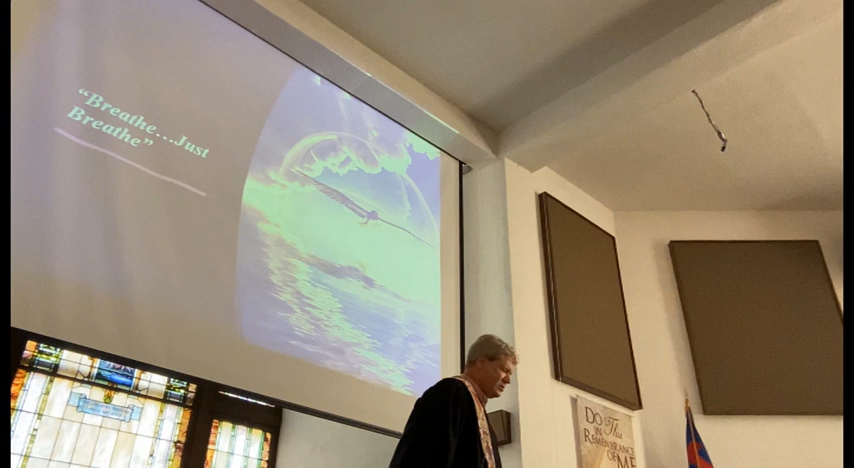 “Breathe...Just
Breathe”
DO This
IN
REMEMBRANCE
OF ME